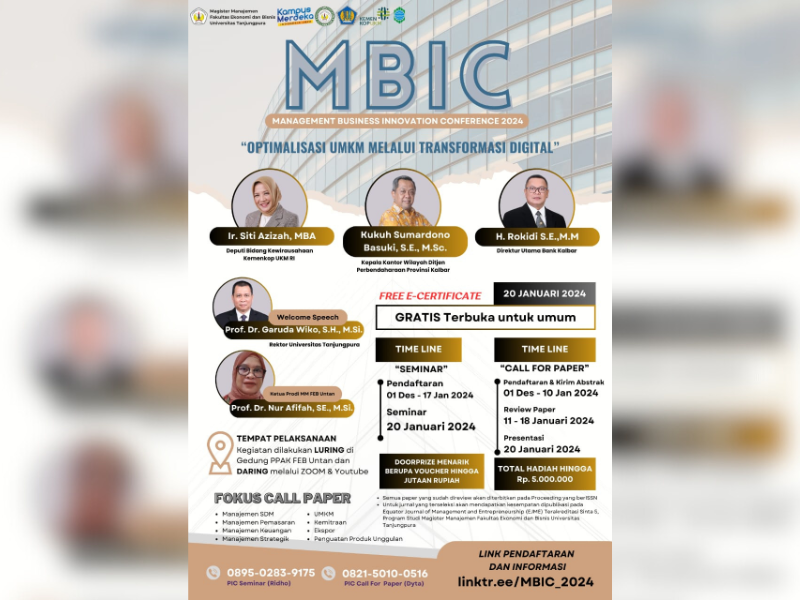 Magister Manajemen
Fakultas Ekonomi dan Bisnis
Universitas Tanjungpura
Kampus
Merdeka
KEMEN
KOPUKM
MBIC
MANAGEMENT BUSINESS INNOVATION CONFERENCE 2024
“OPTIMALISASI UMKM MELALUI TRANSFORMASI DIGITAL”
Ir. Siti Azizah, MBA
Deputi Bidang Kewirausahaan
Kemenkop UKM RI
Kukuh Sumardono
Basuki, S.E., M.Sc.
Kepala Kantor Wilayah Ditjen
Perbendaharaan Provinsi Kalbar
H. Rokidi S.E.,M.M
Direktur Utama Bank Kalbar
Welcome Speech
Prof. Dr. Garuda Wiko, S.H., M.Si.
Rektor Universitas Tanjungpura
Ketua Prodi MM FEB Untan
Prof. Dr. Nur Afifah, SE., M.Si.
FREE E-CERTIFICATE
20 JANUARI 2024
GRATIS Terbuka untuk umum
TIME LINE
“SEMINAR”
Pendaftaran
01 Des - 17 Jan 2024
Seminar
20 Januari 2024
TIME LINE
“CALL FOR PAPER”
Pendaftaran & Kirim Abstrak
01 Des - 10 Jan 2024
Review Paper
11 - 18 Januari 2024
Presentasi
20 Januari 2024
TEMPAT PELAKSANAAN
Kegiatan dilakukan LURING di
Gedung PPAK FEB Untan dan
DARING melalui ZOOM & Youtube
DOORPRIZE MENARIK
BERUPA VOUCHER HINGGA
JUTAAN RUPIAH
TOTAL HADIAH HINGGA
Rp. 5.000.000
FOKUS CALL PAPER
• Manajemen SDM
• Manajemen Pemasaran
• Manajemen Keuangan
• Manajemen Strategik
• UMKM
• Kemitraan
• Ekspor
• Penguatan Produk Unggulan
• Semua paper yang sudah direview akan diterbitkan pada Proceeding yang berISSN
• Untuk jurnal yang terseleksi akan mendapatkan kesempatan dipublikasi pada
Equator Journal of Management and Entrepreneurship (EJME) Terakreditasi Sinta 5,
Program Studi Magister Manajemen Fakultas Ekonomi dan Bisnis Universitas
Tanjungpura
0895-0283-9175
PIC Seminar (Ridho)
0821-5010-0516
PIC Call For Paper (Dyta)
LINK PENDAFTARAN
DAN INFORMASI
linktr.ee/MBIC_2024